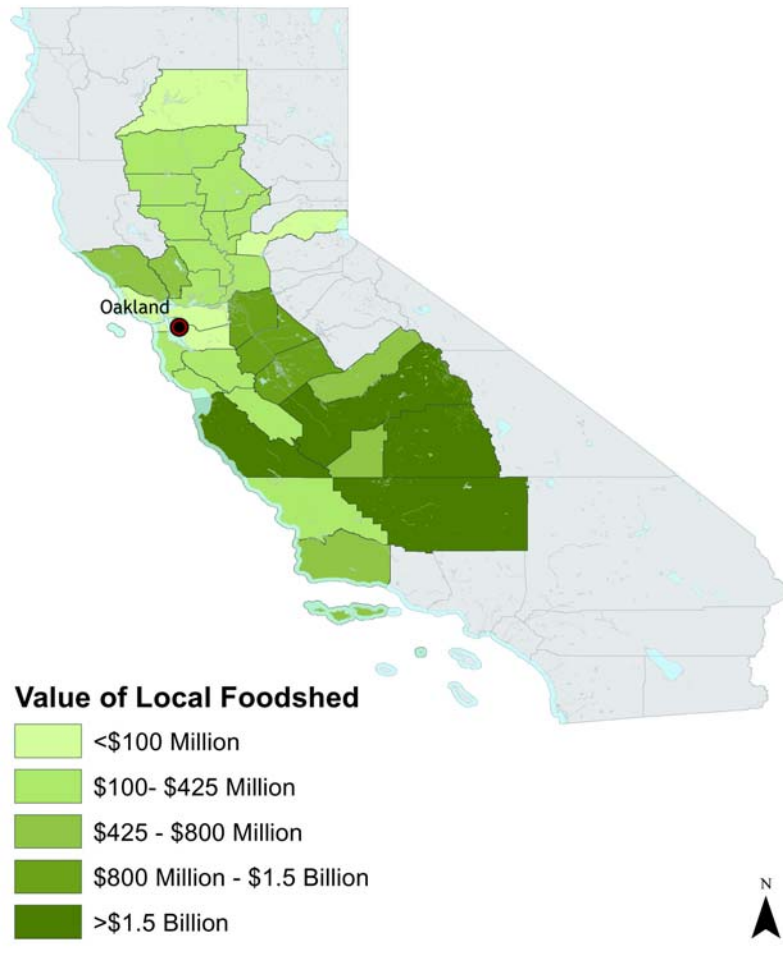 Oakland
Value of Local Foodshed
<$100 Million
$100- $425 Million
$425 - $800 Million
$800 Million - $1.5 Billion
>$1.5 Billion
N